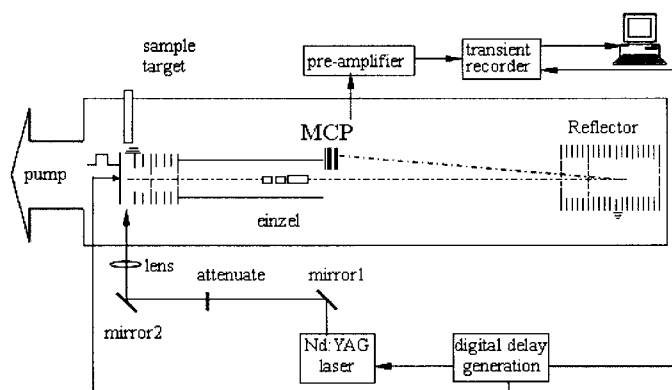 sample
target
pre-amplifier
transient
recorder
MCP
Reflector
pump
einzel
lens
attenuate
mirror1
mirror2
Nd:YAG
laser
digital delay
generation